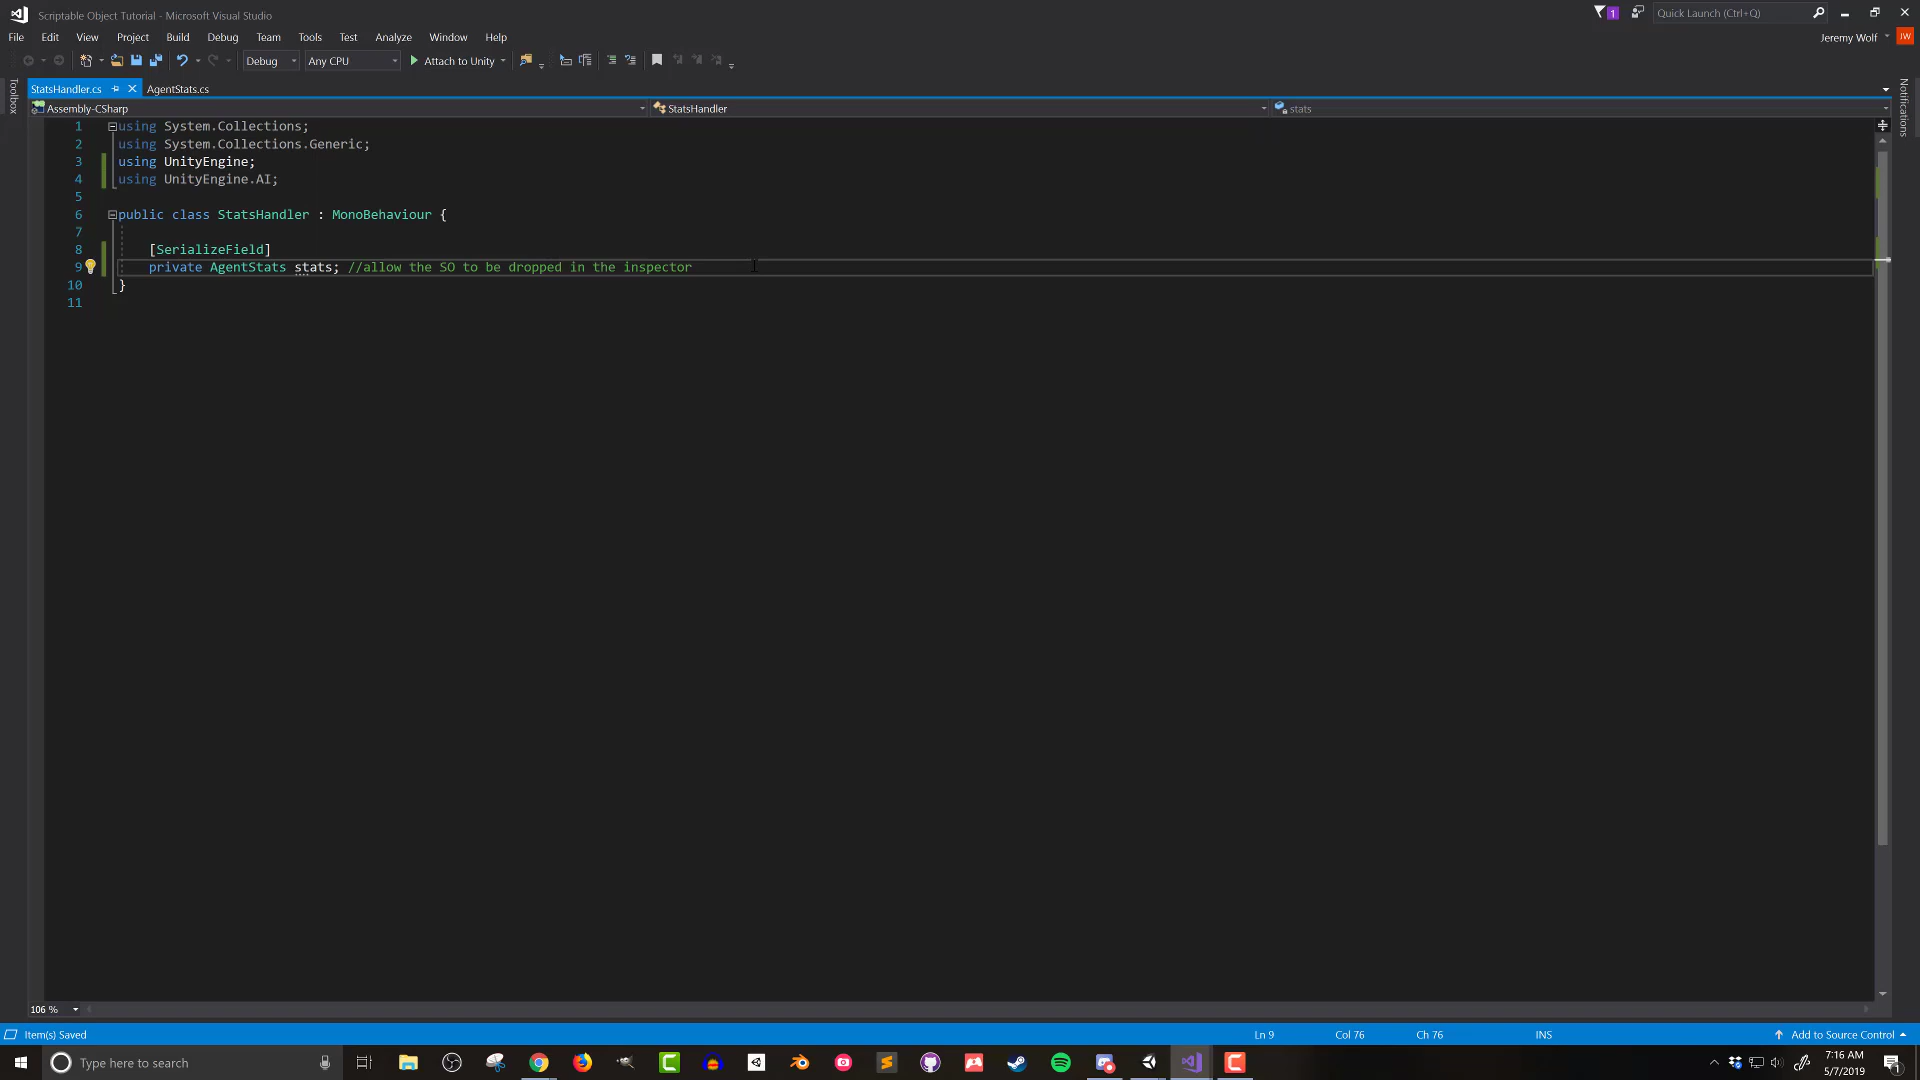 Scriptable Object Tutorial - Microsoft Visual Studio
1
Quick Launch (Ctrl+Q)
File Edit View Project Build Debug Team Tools Test Analyze Window Help
Jeremy Wolf JW
Debug Any CPU Attach to Unity
Toolbox
StatsHandler.cs AgentStats.cs
Notifications
Assembly-CSharp StatsHandler stats
1 using System.Collections;
2 using System.Collections.Generic;
3 using UnityEngine;
4 using UnityEngine.AI;
5
6 public class StatsHandler : MonoBehaviour {
7
8 [SerializeField]
9 private AgentStats stats; //allow the SO to be dropped in the inspector
10 }
11
106 %
Item(s) Saved Ln 9 Col 76 Ch 76 INS Add to Source Control
Type here to search
7:16 AM
5/7/2019
1